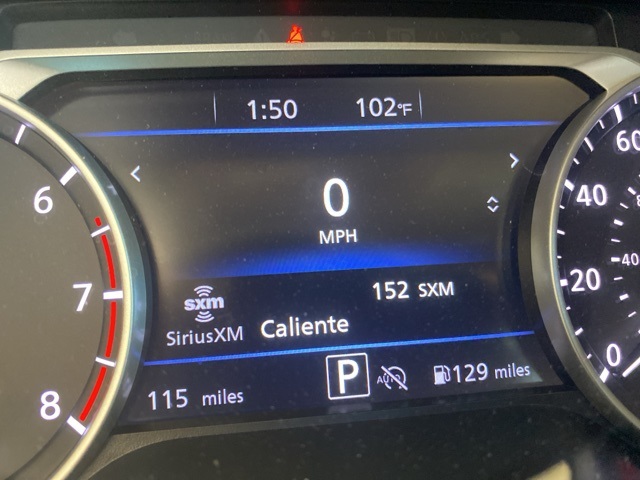 1:50 102°F
0
MPH
6
7
8
60
40
20
0
40
sxm
SiriusXM
152 SXM
Caliente
115 miles
P
AUTO
129 miles